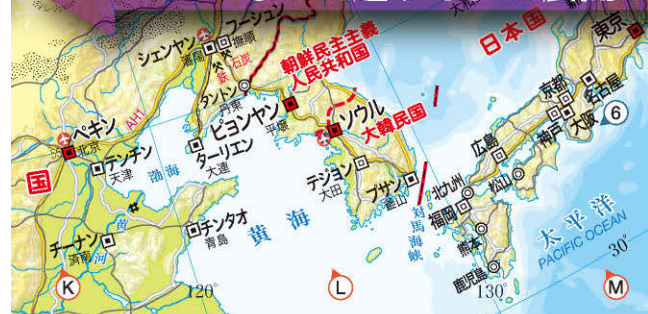 フーシュン
撫順
シェンヤン
瀋陽
鉄
石炭
朝鮮民主主義
人民共和国
タントン
丹東
AH1
ピョンヤン
平壌
ソウル
大韓民国
ペキン
北京
国
テンチン
天津
渤海
ターリエン
大連
テジョン
大田
プサン
釜山
チンタオ
青島
黄海
チーナン
済南
黄河
対馬海峡
日本国
東京
名古屋
京都
大阪
神戸
6
広島
松山
北九州
福岡
熊本
鹿児島
太平洋
PACIFIC OCEAN
30°
K
120°
L
130°
M